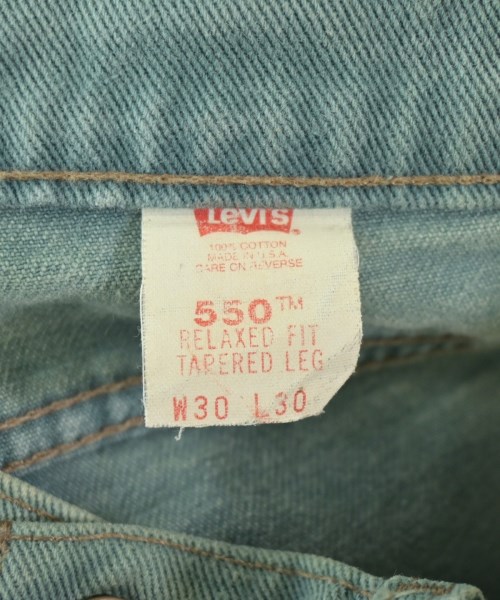 Levi's
100% COTTON
MADE IN U.S.A.
CARE ON REVERSE
550™
RELAXED FIT
TAPERED LEG
W30 L30